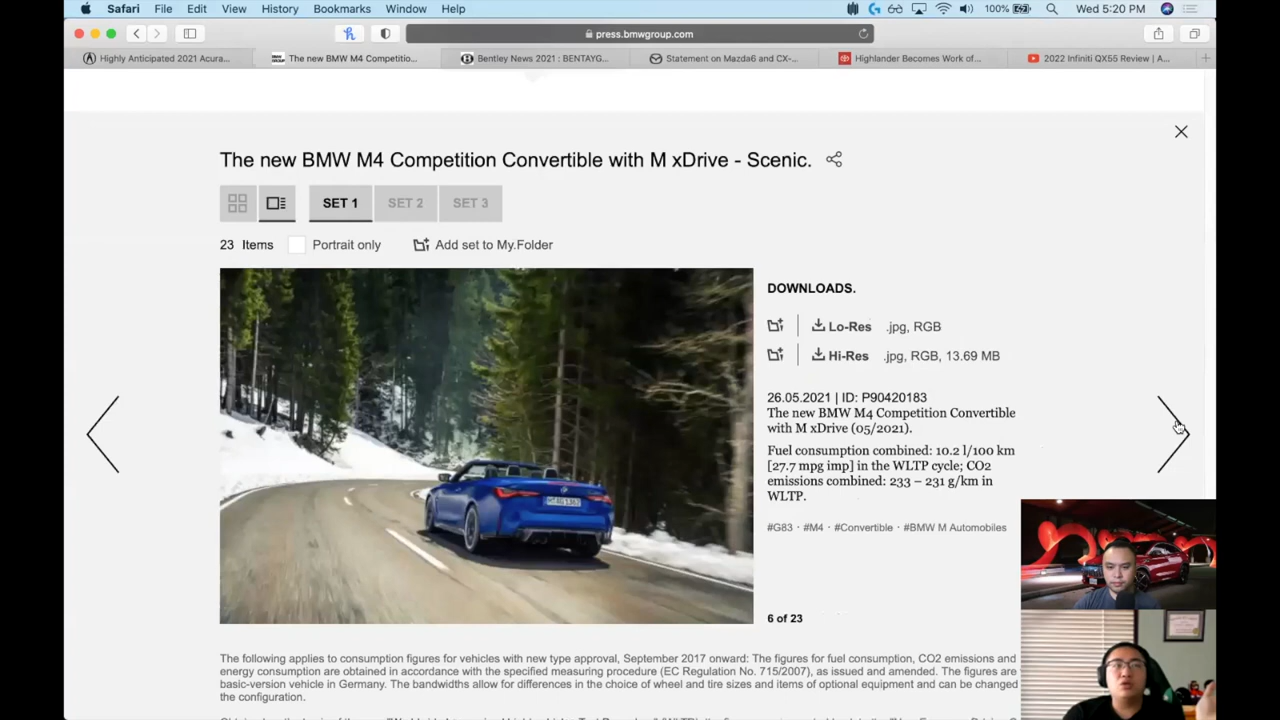 Safari File Edit View History Bookmarks Window Help 100% Wed 5:20 PM
press.bmwgroup.com
Highly Anticipated 2021 Acura... The new BMW M4 Competitio... Bentley News 2021 : BENTAYG... Statement on Mazda6 and CX-... Highlander Becomes Work of... 2022 Infiniti QX55 Review | A...
The new BMW M4 Competition Convertible with M xDrive - Scenic.
SET 1 SET 2 SET 3
23 Items Portrait only Add set to My.Folder
DOWNLOADS.
Lo-Res .jpg, RGB
Hi-Res .jpg, RGB, 13.69 MB
26.05.2021 | ID: P90420183
The new BMW M4 Competition Convertible
with M xDrive (05/2021).
Fuel consumption combined: 10.2 l/100 km
[27.7 mpg imp] in the WLTP cycle; CO2
emissions combined: 233 – 231 g/km in
WLTP.
#G83 · #M4 · #Convertible · #BMW M Automobiles
6 of 23
The following applies to consumption figures for vehicles with new type approval, September 2017 onward: The figures for fuel consumption, CO2 emissions and
energy consumption are obtained in accordance with the specified measuring procedure (EC Regulation No. 715/2007), as issued and amended. The figures are
basic-version vehicle in Germany. The bandwidths allow for differences in the choice of wheel and tire sizes and items of optional equipment and can be changed
the configuration.